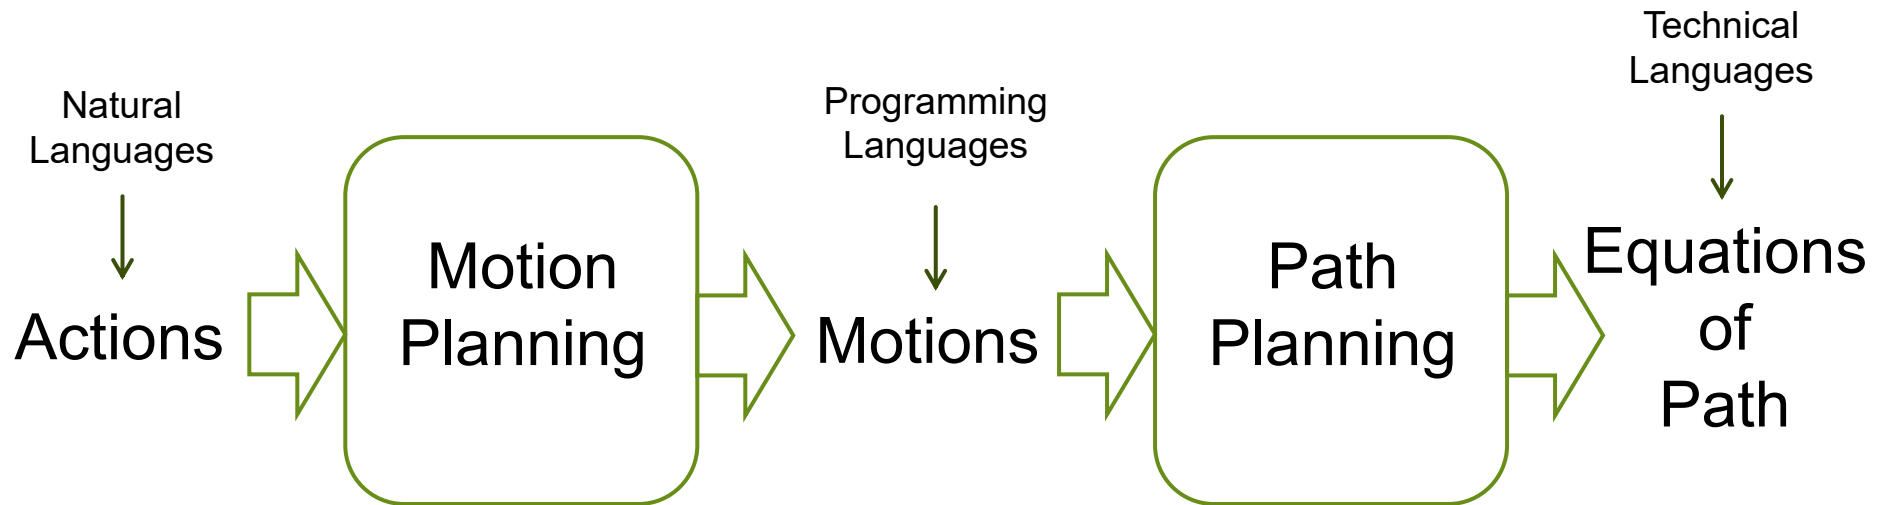 Natural
Languages
Actions
Motion
Planning
Programming
Languages
Motions
Path
Planning
Technical
Languages
Equations
of
Path